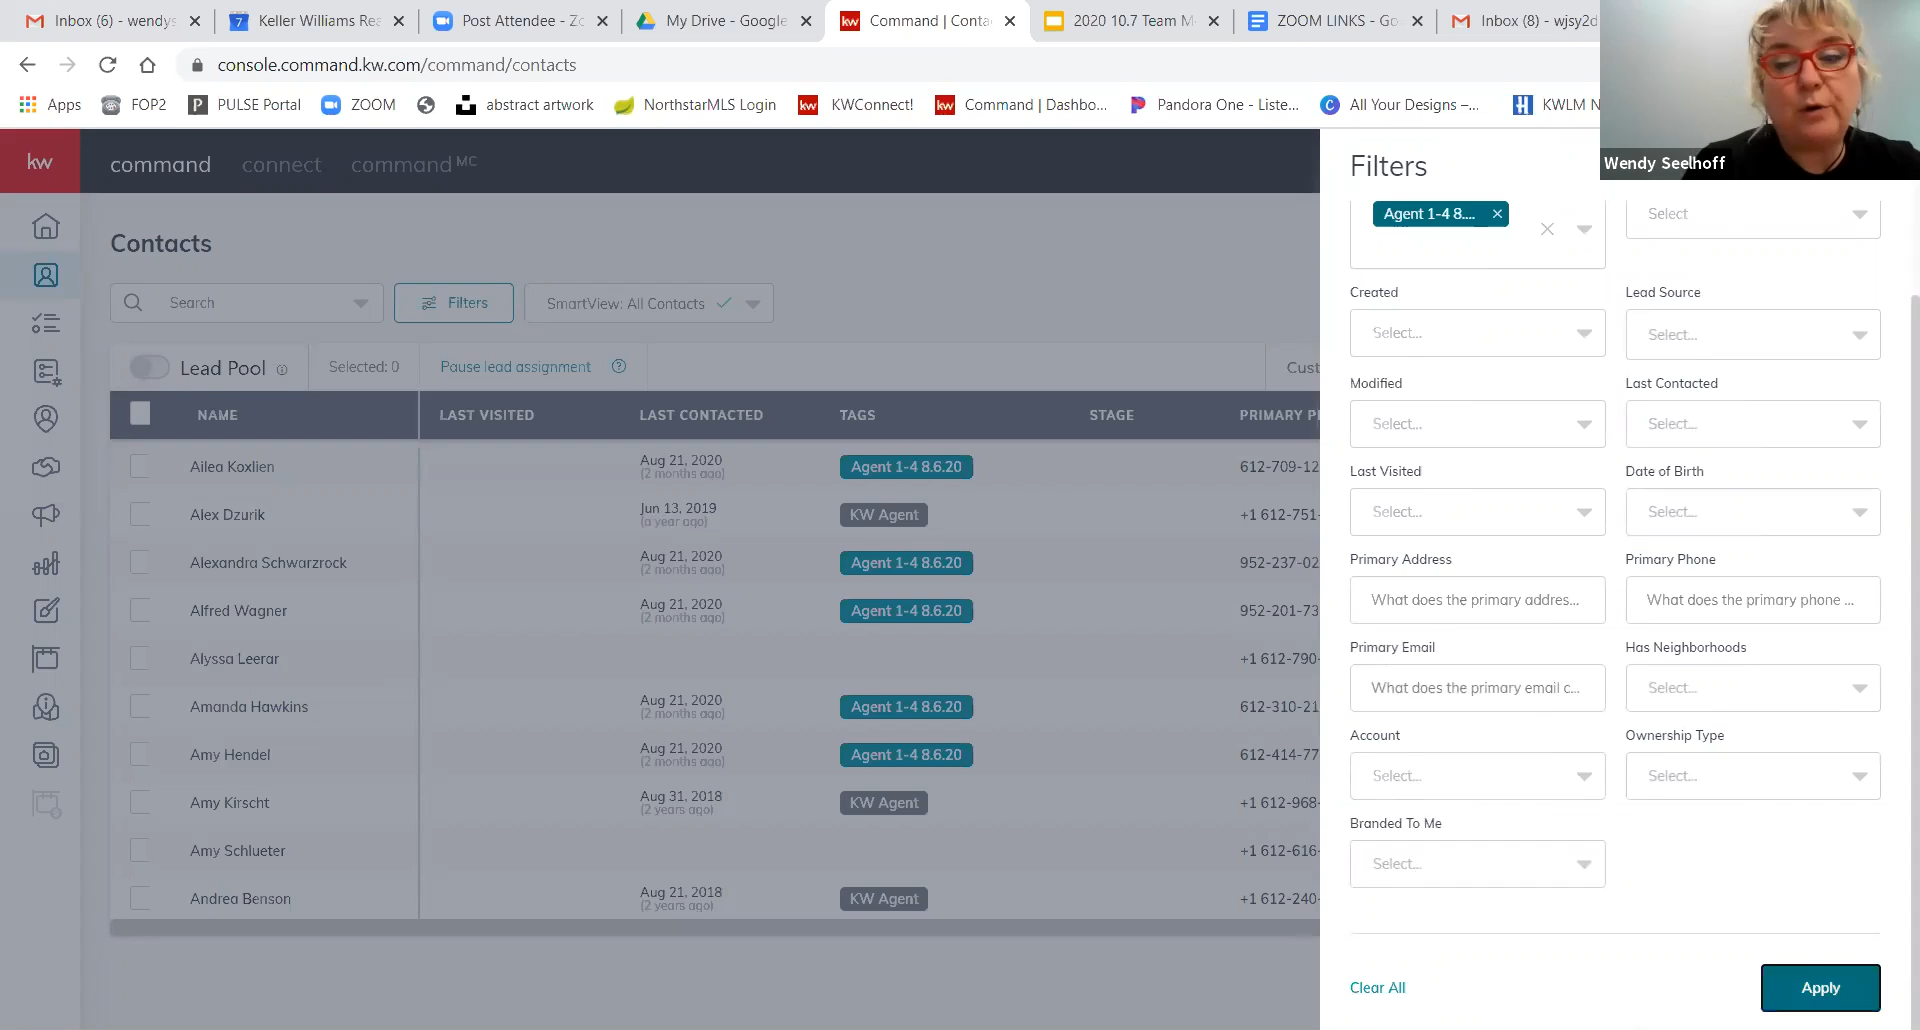 Inbox (6) - wendys
7 Keller Williams Rea
Post Attendee - Zo
My Drive - Google
kw Command | Conta
2020 10.7 Team M
ZOOM LINKS - Go
Inbox (8) - wjsy2d
console.command.kw.com/command/contacts
Apps
FOP2
P PULSE Portal
ZOOM
abstract artwork
NorthstarMLS Login
kw KWConnect!
kw Command | Dashbo...
Pandora One - Liste...
C All Your Designs –...
H KWLM N
Wendy Seelhoff
kw
command connect command MC
Contacts
Search
Filters
SmartView: All Contacts
Lead Pool
Selected: 0
Pause lead assignment
Cust
NAME LAST VISITED LAST CONTACTED TAGS STAGE PRIMARY P
Ailea Koxlien Aug 21, 2020 Agent 1-4 8.6.20 612-709-12
(2 months ago)
Alex Dzurik Jun 13, 2019 KW Agent +1 612-751-
(a year ago)
Alexandra Schwarzrock Aug 21, 2020 Agent 1-4 8.6.20 952-237-02
(2 months ago)
Alfred Wagner Aug 21, 2020 Agent 1-4 8.6.20 952-201-73
(2 months ago)
Alyssa Leerar +1 612-790-
Amanda Hawkins Aug 21, 2020 Agent 1-4 8.6.20 612-310-21
(2 months ago)
Amy Hendel Aug 21, 2020 Agent 1-4 8.6.20 612-414-77
(2 months ago)
Amy Kirscht Aug 31, 2018 KW Agent +1 612-968-
(2 years ago)
Amy Schlueter +1 612-616-
Andrea Benson Aug 21, 2018 KW Agent +1 612-240-
(2 years ago)
Filters
Agent 1-4 8....
Select
Created
Select...
Lead Source
Select...
Modified
Select...
Last Contacted
Select...
Last Visited
Select...
Date of Birth
Select...
Primary Address
What does the primary addres...
Primary Phone
What does the primary phone ...
Primary Email
What does the primary email c...
Has Neighborhoods
Select...
Account
Select...
Ownership Type
Select...
Branded To Me
Select...
Clear All
Apply